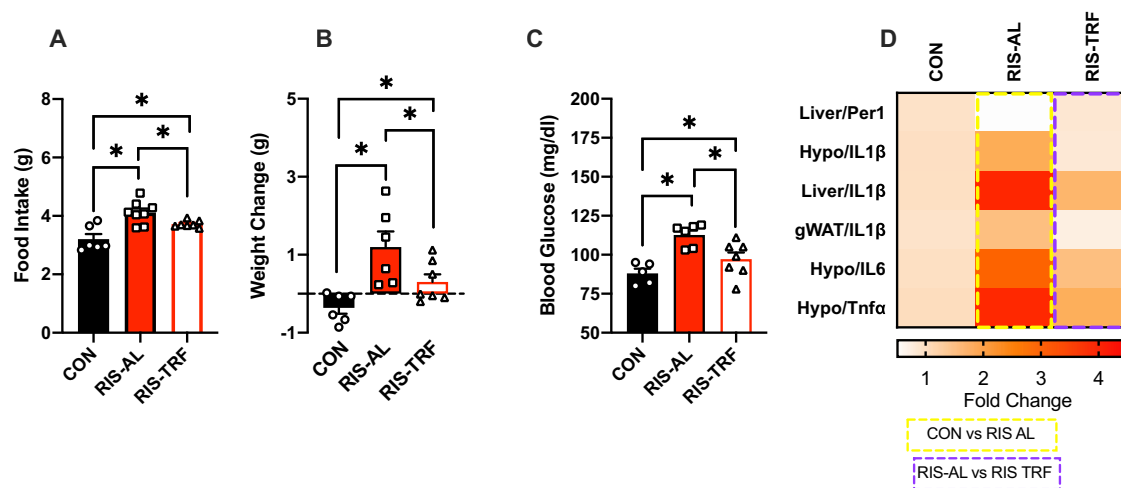 A
Food Intake (g)
8
6
4
2
0
*
*
*
CON
RIS-AL
RIS-TRF
B
Weight Change (g)
5
3
1
-1
*
*
*
CON
RIS-AL
RIS-TRF
C
Blood Glucose (mg/dl)
200
175
150
125
100
75
50
*
*
*
CON
RIS-AL
RIS-TRF
D
CON
RIS-AL
RIS-TRF
Liver/Per1
Hypo/IL1β
Liver/IL1β
gWAT/IL1β
Hypo/IL6
Hypo/Tnfα
1 2 3 4
Fold Change
CON vs RIS AL
RIS-AL vs RIS TRF